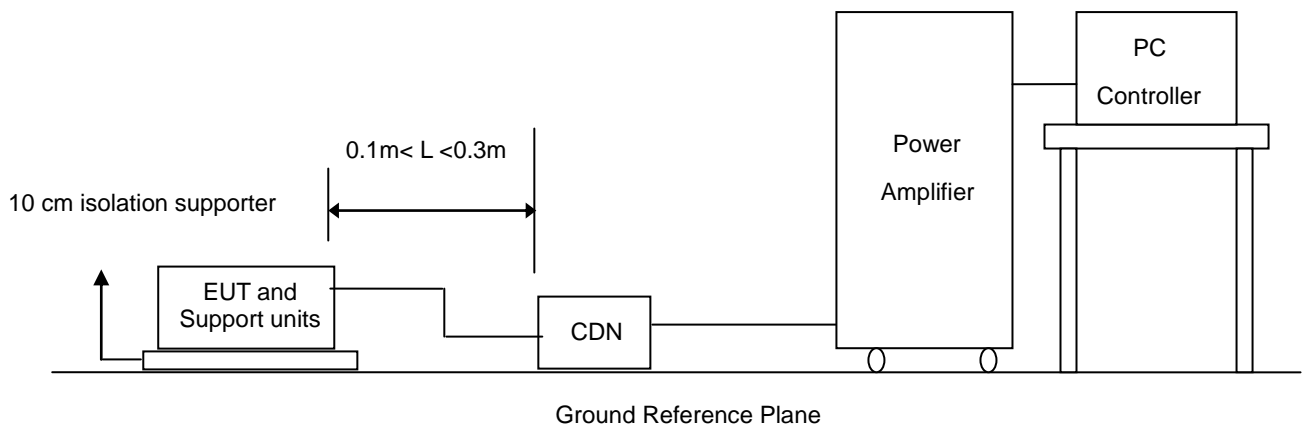 PC
Controller
0.1m< L <0.3m
Power
Amplifier
10 cm isolation supporter
EUT and
Support units
CDN
Ground Reference Plane